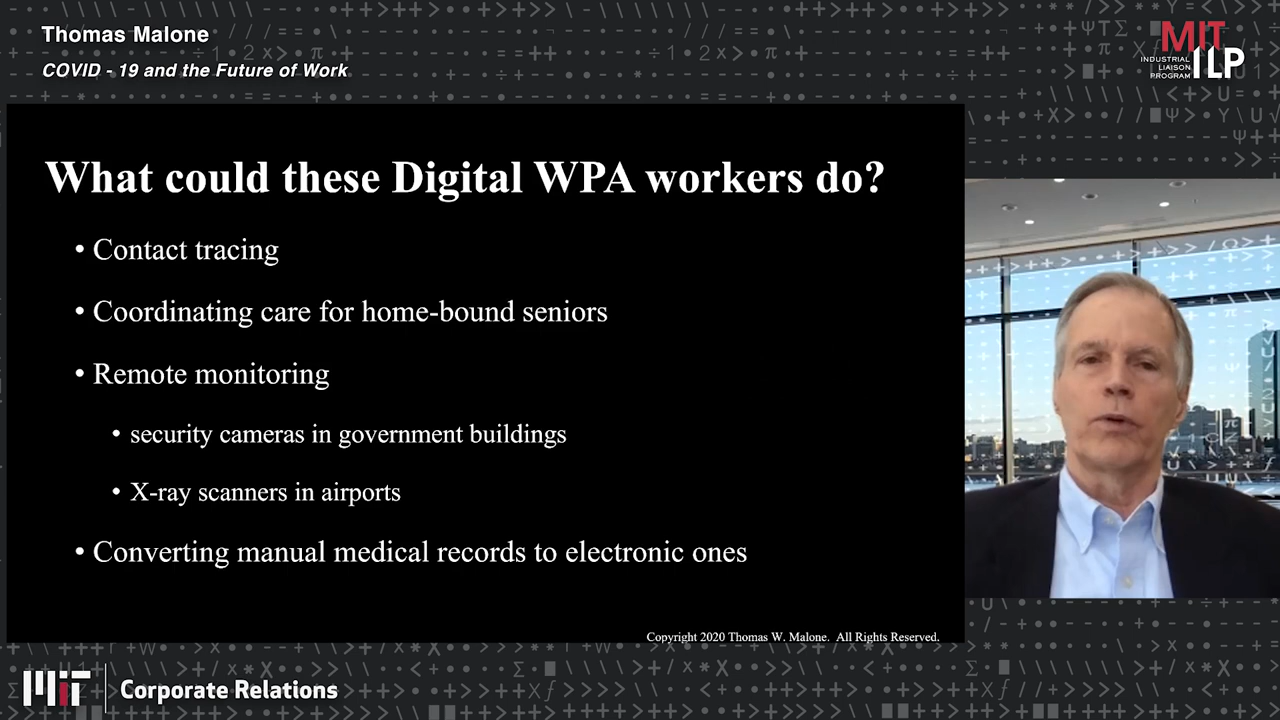 Thomas Malone
COVID - 19 and the Future of Work
MIT
INDUSTRIAL
LIAISON
PROGRAM
ILP
What could these Digital WPA workers do?
• Contact tracing
• Coordinating care for home-bound seniors
• Remote monitoring
• security cameras in government buildings
• X-ray scanners in airports
• Converting manual medical records to electronic ones
Copyright 2020 Thomas W. Malone. All Rights Reserved.
MIT
Corporate Relations